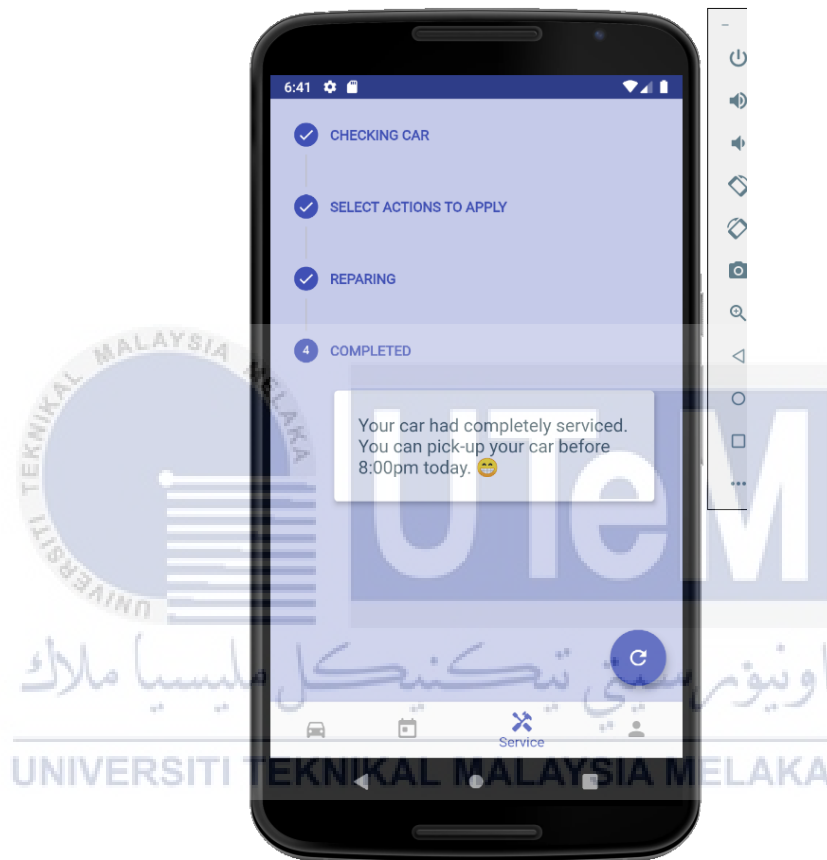 6:41
CHECKING CAR
SELECT ACTIONS TO APPLY
REPARING
4 COMPLETED
Your car had completely serviced.
You can pick-up your car before
8:00pm today. 😁
Service
UNIVERSITI TEKNIKAL MALAYSIA MELAKA
UTeM
اونيۏرسيتي تيكنيكل مليسيا ملاك
UNIVERSITI TEKNIKAL MALAYSIA MELAKA